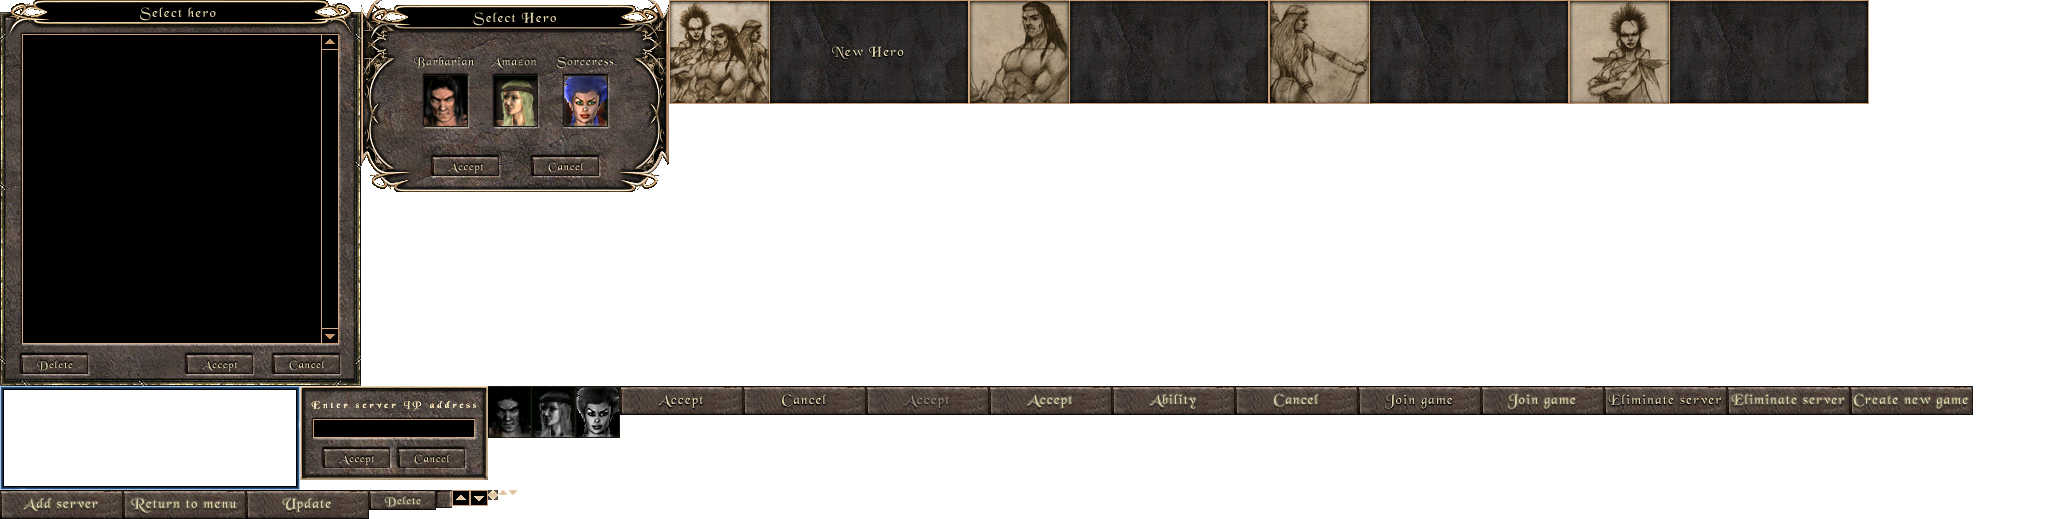 Select hero
Delete
Accept
Cancel
Select Hero
Barbarian
Amazon
Sorceress
Accept
Cancel
New Hero
Enter server IP address
Accept
Cancel
Accept
Cancel
Accept
Accept
Ability
Cancel
Join game
Join game
Eliminate server
Eliminate server
Create new game
Add server
Return to menu
Update
Delete